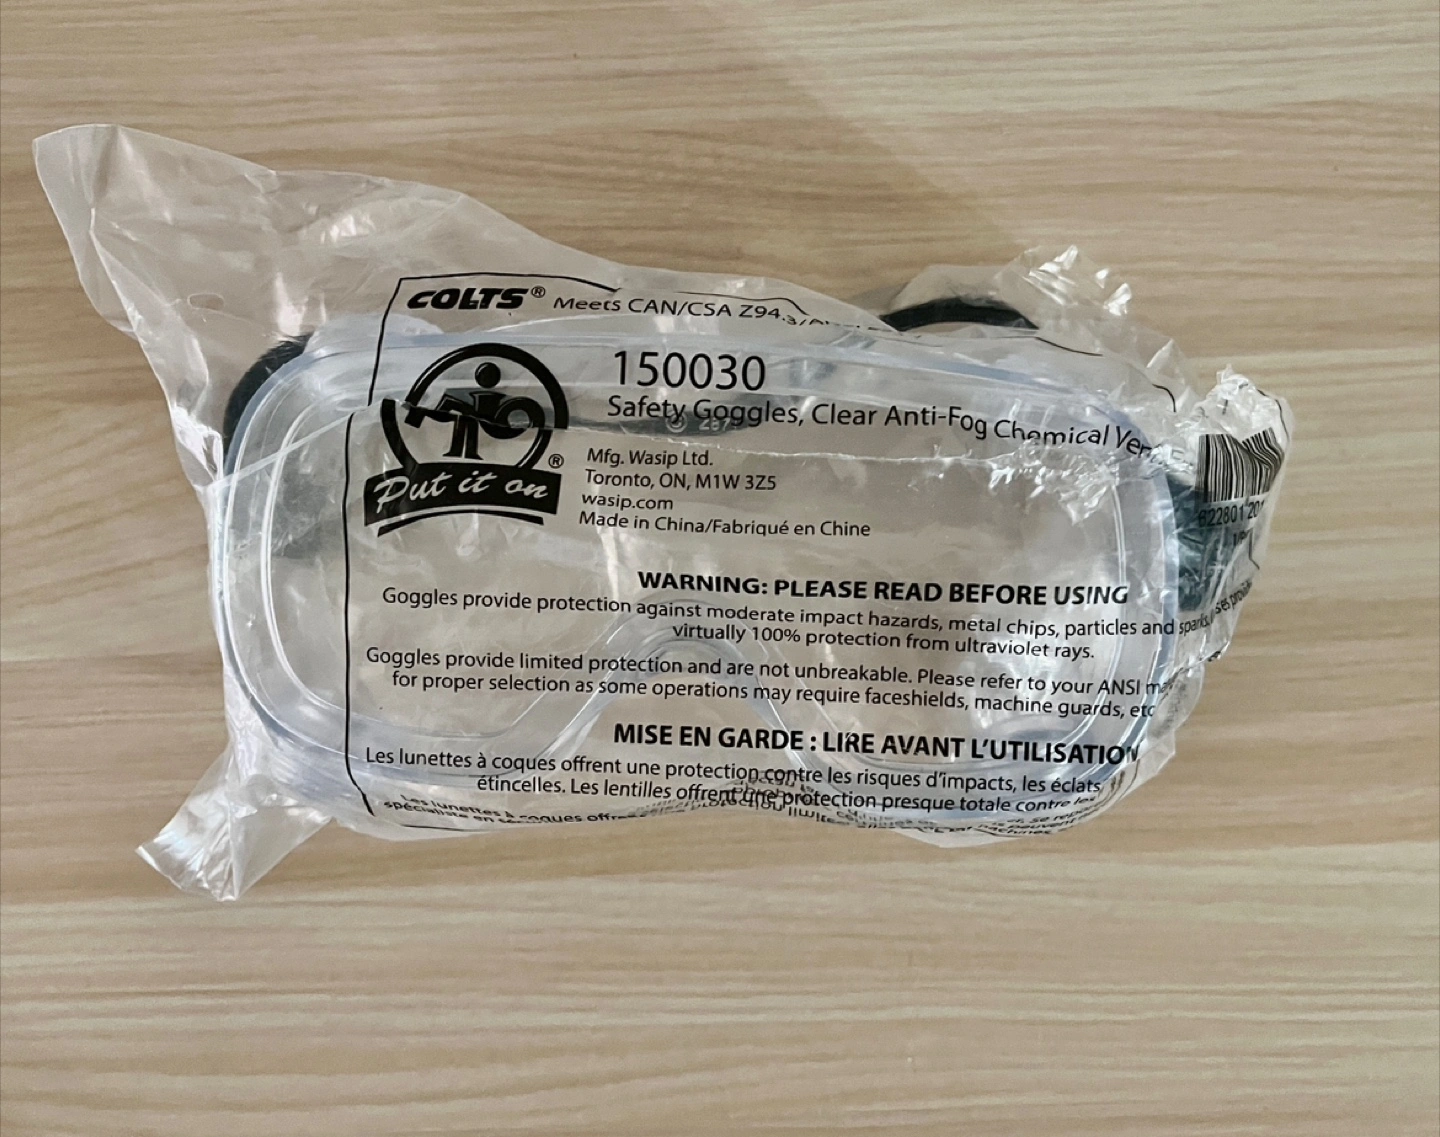 COLTS® Meets CAN/CSA Z94.3/
150030
Safety Goggles, Clear Anti-Fog Chemical
Put it on ®
Mfg. Wasip Ltd.
Toronto, ON, M1W 3Z5
wasip.com
Made in China/Fabriqué en Chine
WARNING: PLEASE READ BEFORE USING
Goggles provide protection against moderate impact hazards, metal chips, particles and sparks.
virtually 100% protection from ultraviolet rays.
Goggles provide limited protection and are not unbreakable. Please refer to your ANSI
for proper selection as some operations may require faceshields, machine guards, etc
MISE EN GARDE : LIRE AVANT L'UTILISATION
Les lunettes à coques offrent une protection contre les risques d'impacts, les éclats
étincelles. Les lentilles offrent une protection presque totale contre les
Les lunettes à coques
spécialiste en